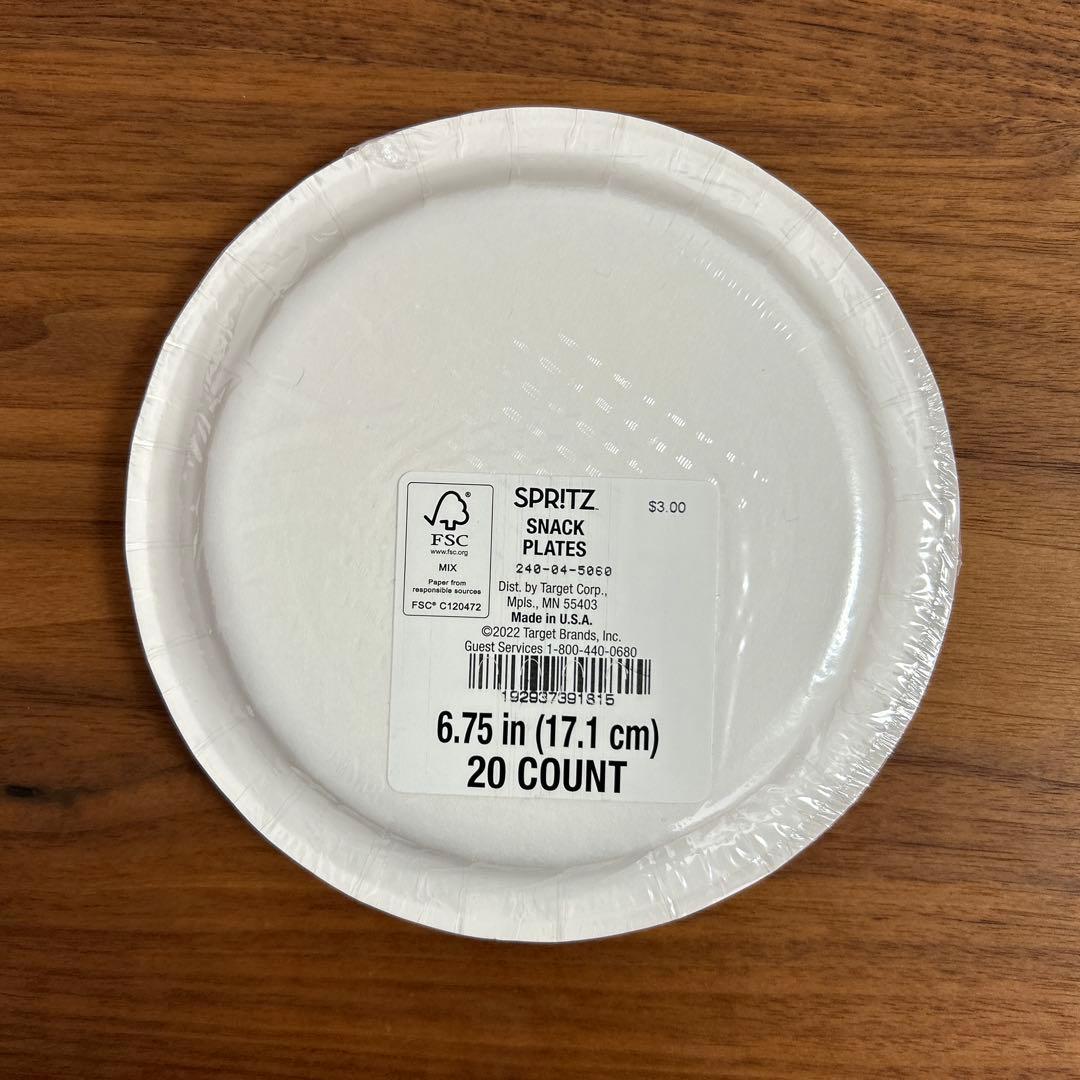 FSC®
www.fsc.org
MIX
Paper from
responsible sources
FSC® C120472
SPR!TZ™
$3.00
SNACK
PLATES
240-04-5060
Dist. by Target Corp.,
Mpls., MN 55403
Made in U.S.A.
©2022 Target Brands, Inc.
Guest Services 1-800-440-0680
192937391815
6.75 in (17.1 cm)
20 COUNT